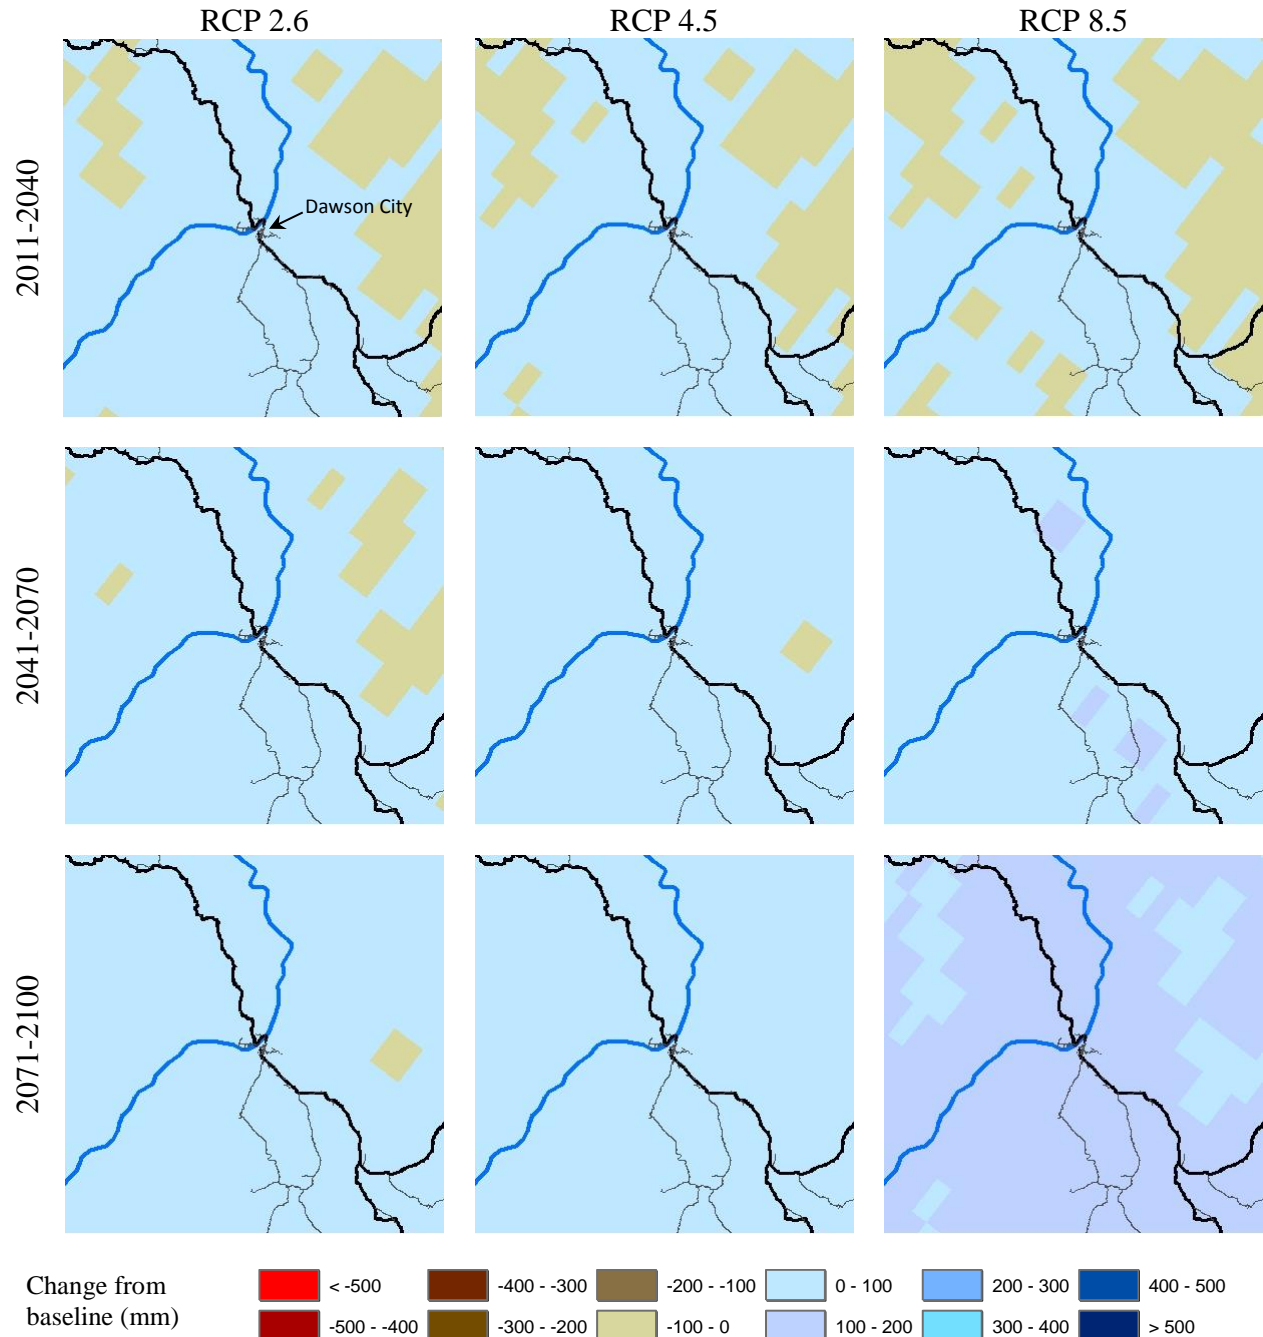 RCP 2.6 RCP 4.5 RCP 8.5
2011-2040
Dawson City
2041-2070
2071-2100
Change from
baseline (mm)
< -500 -400 - -300 -200 - -100 0 - 100 200 - 300 400 - 500
-500 - -400 -300 - -200 -100 - 0 100 - 200 300 - 400 > 500